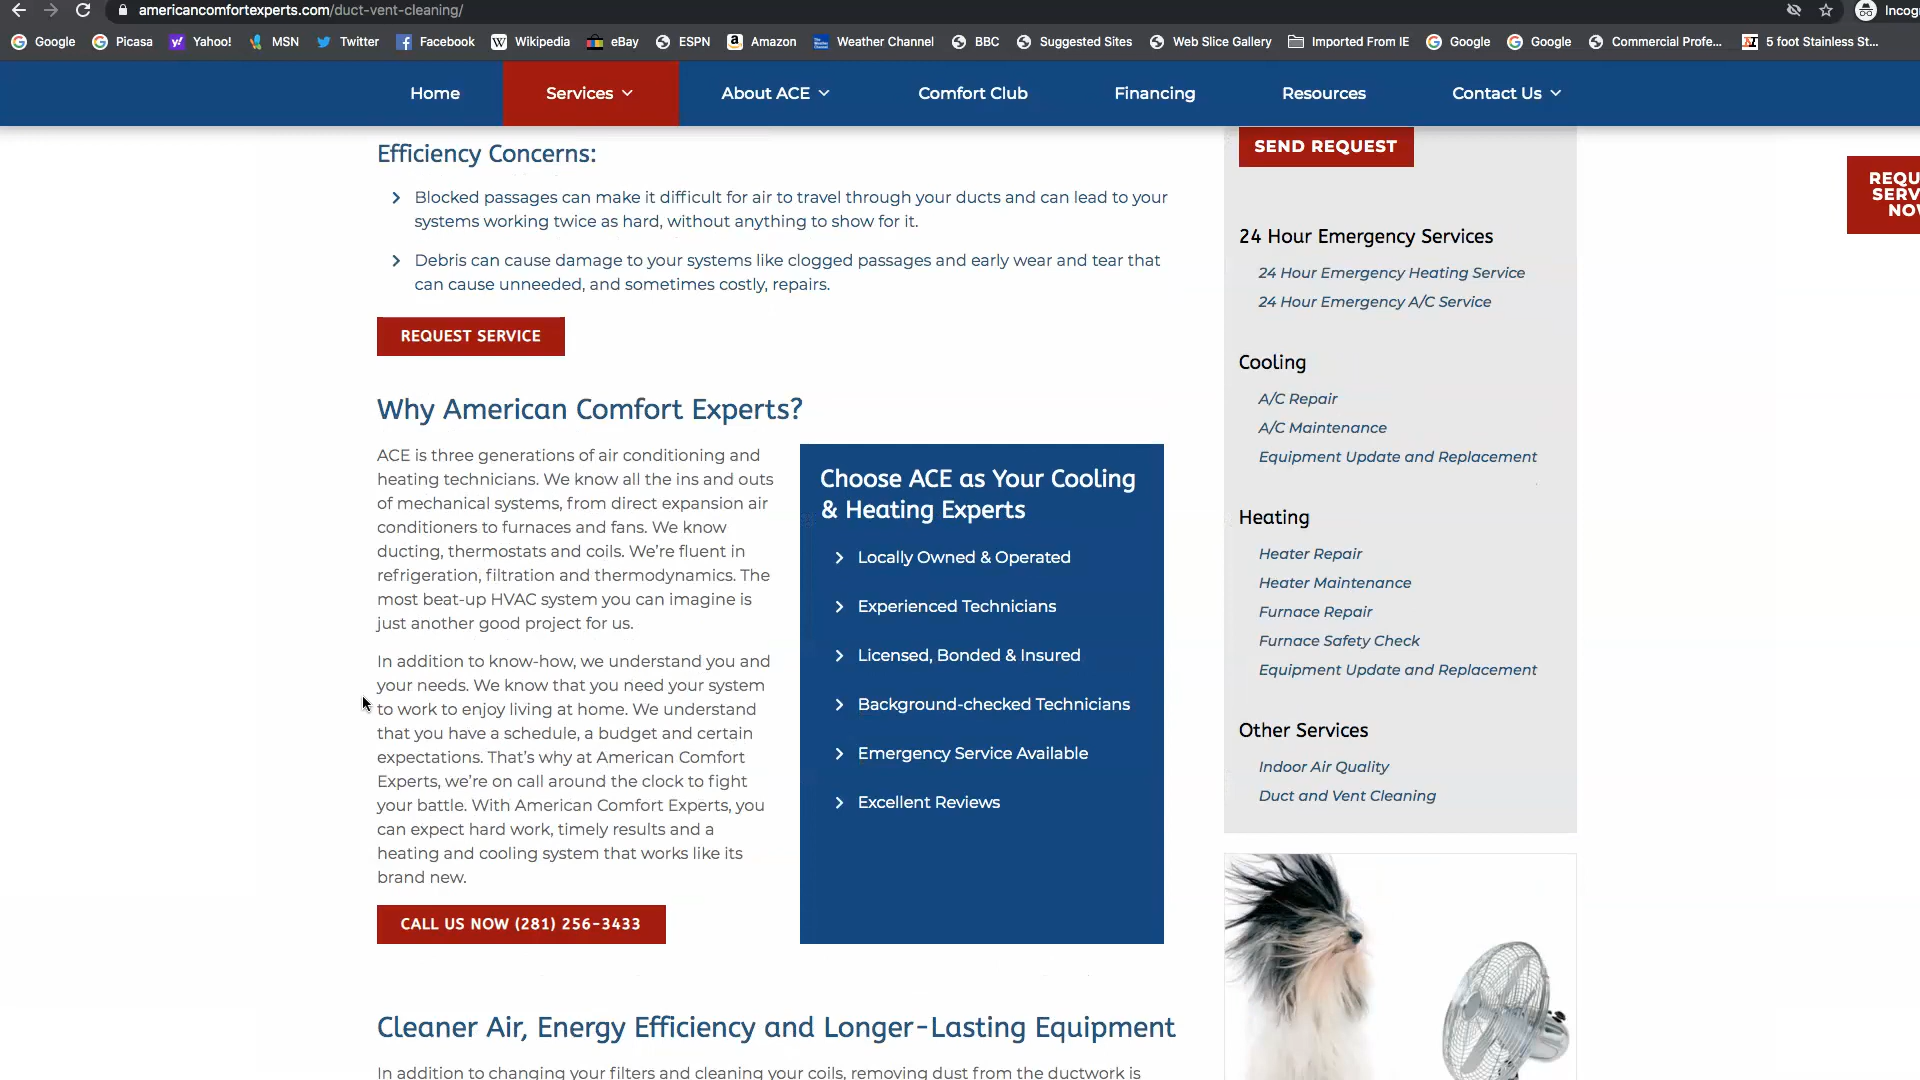 americancomfortexperts.com/duct-vent-cleaning/
Google Picasa Yahoo! MSN Twitter Facebook Wikipedia eBay ESPN Amazon Weather Channel BBC Suggested Sites Web Slice Gallery Imported From IE Google Google Commercial Profe... 5 foot Stainless St...
Home Services About ACE Comfort Club Financing Resources Contact Us
Efficiency Concerns:
Blocked passages can make it difficult for air to travel through your ducts and can lead to your
systems working twice as hard, without anything to show for it.
Debris can cause damage to your systems like clogged passages and early wear and tear that
can cause unneeded, and sometimes costly, repairs.
REQUEST SERVICE
Why American Comfort Experts?
ACE is three generations of air conditioning and
heating technicians. We know all the ins and outs
of mechanical systems, from direct expansion air
conditioners to furnaces and fans. We know
ducting, thermostats and coils. We’re fluent in
refrigeration, filtration and thermodynamics. The
most beat-up HVAC system you can imagine is
just another good project for us.
In addition to know-how, we understand you and
your needs. We know that you need your system
to work to enjoy living at home. We understand
that you have a schedule, a budget and certain
expectations. That’s why at American Comfort
Experts, we’re on call around the clock to fight
your battle. With American Comfort Experts, you
can expect hard work, timely results and a
heating and cooling system that works like its
brand new.
CALL US NOW (281) 256-3433
Choose ACE as Your Cooling
& Heating Experts
Locally Owned & Operated
Experienced Technicians
Licensed, Bonded & Insured
Background-checked Technicians
Emergency Service Available
Excellent Reviews
Cleaner Air, Energy Efficiency and Longer-Lasting Equipment
In addition to changing your filters and cleaning your coils, removing dust from the ductwork is
SEND REQUEST
24 Hour Emergency Services
24 Hour Emergency Heating Service
24 Hour Emergency A/C Service
Cooling
A/C Repair
A/C Maintenance
Equipment Update and Replacement
Heating
Heater Repair
Heater Maintenance
Furnace Repair
Furnace Safety Check
Equipment Update and Replacement
Other Services
Indoor Air Quality
Duct and Vent Cleaning